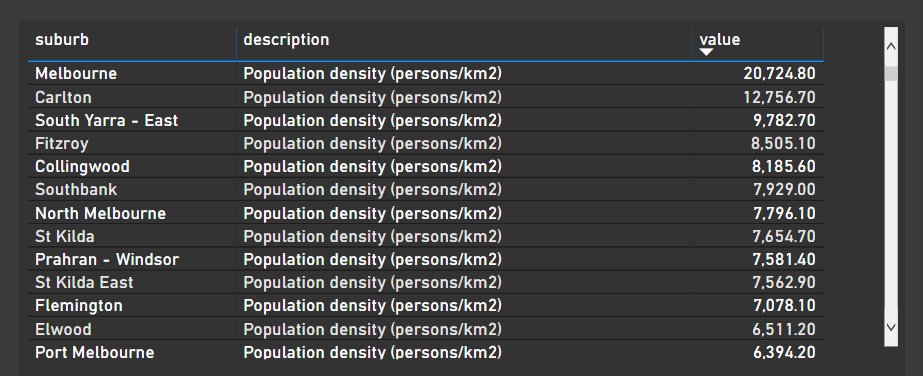 suburb description value
Melbourne Population density (persons/km2) 20,724.80
Carlton Population density (persons/km2) 12,756.70
South Yarra - East Population density (persons/km2) 9,782.70
Fitzroy Population density (persons/km2) 8,505.10
Collingwood Population density (persons/km2) 8,185.60
Southbank Population density (persons/km2) 7,929.00
North Melbourne Population density (persons/km2) 7,796.10
St Kilda Population density (persons/km2) 7,654.70
Prahran - Windsor Population density (persons/km2) 7,581.40
St Kilda East Population density (persons/km2) 7,562.90
Flemington Population density (persons/km2) 7,078.10
Elwood Population density (persons/km2) 6,511.20
Port Melbourne Population density (persons/km2) 6,394.20